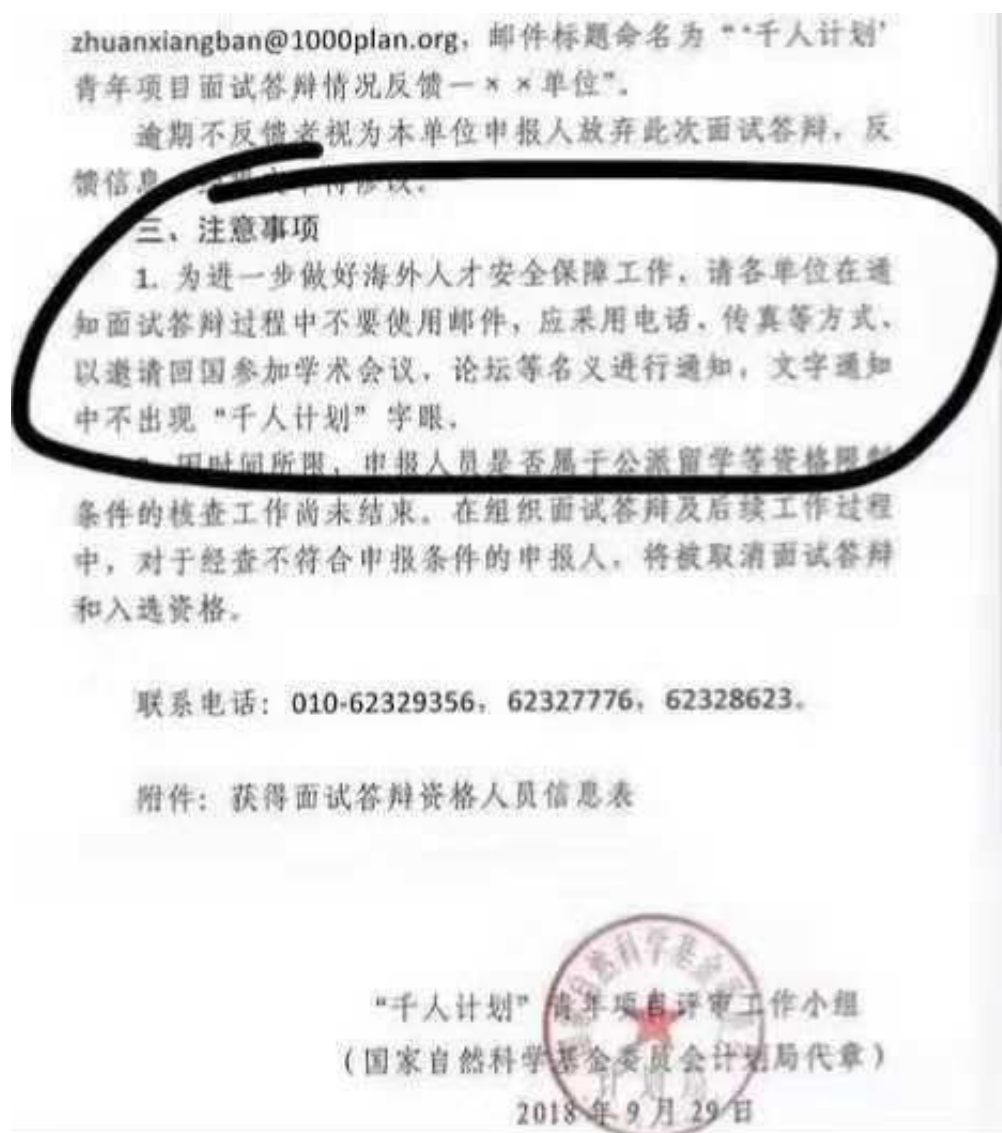 zhuanxiangban@1000plan.org，邮件标题命名为“‘千人计划’
青年项目面试答辩情况反馈—××单位”。
逾期不反馈者视为本单位申报人放弃此次面试答辩，反
馈信息
三、注意事项
1. 为进一步做好海外人才安全保障工作，请各单位在通
知面试答辩过程中不要使用邮件，应采用电话、传真等方式、
以邀请回国参加学术会议、论坛等名义进行通知，文字通知
中不出现“千人计划”字眼。
因时间所限，申报人员是否属于公派留学等资格限制
条件的核查工作尚未结束。在组织面试答辩及后续工作过程
中，对于经查不符合申报条件的申报人，将被取消面试答辩
和入选资格。
联系电话：010-62329356，62327776，62328623。
附件：获得面试答辩资格人员信息表
“千人计划”青年项目评审工作小组
（国家自然科学基金委员会计划局代章）
2018年9月29日